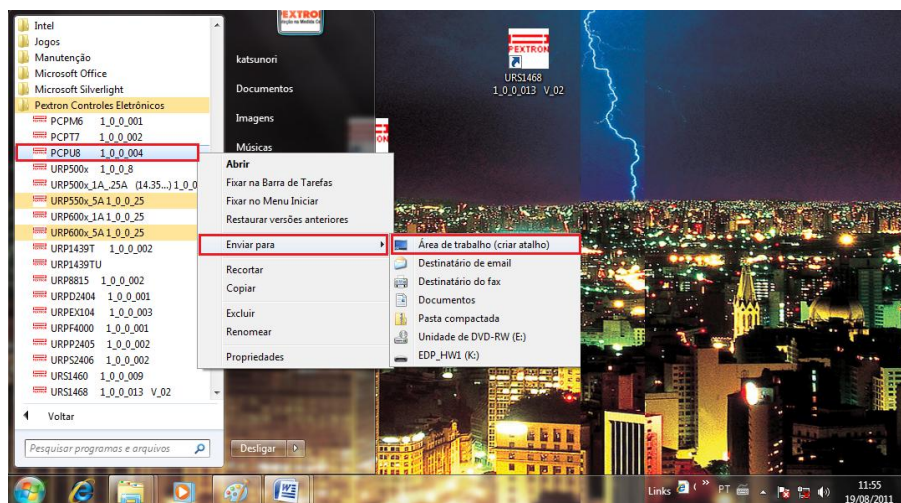 Intel
Jogos
Manutenção
Microsoft Office
Microsoft Silverlight
Pextron Controles Eletrônicos
PCPM6 1_0_0_001
PCPT7 1_0_0_002
PCPU8 1_0_0_004
URP500x 1_0_0_8
URP500x_1A_.25A (14.35...) 1_0_0
URP550x_5A 1_0_0_25
URP600x_1A 1_0_0_25
URP600x_5A 1_0_0_25
URP1439T 1_0_0_002
URP1439TU
URP8815 1_0_0_002
URPD2404 1_0_0_001
URPEX104 1_0_0_003
URPF4000 1_0_0_001
URPP2405 1_0_0_002
URPS2406 1_0_0_002
URS1460 1_0_0_009
URS1468 1_0_0_013 V_02
Voltar
Pesquisar programas e arquivos
katsunori
Documentos
Imagens
Músicas
Desligar
Abrir
Fixar na Barra de Tarefas
Fixar no Menu Iniciar
Restaurar versões anteriores
Enviar para
Recortar
Copiar
Excluir
Renomear
Propriedades
Área de trabalho (criar atalho)
Destinatário de email
Destinatário do fax
Documentos
Pasta compactada
Unidade de DVD-RW (E:)
EDP_HW1 (K:)
PEXTRON
URS1468
1_0_0_013 V_02
Links
PT
11:55
19/08/2011